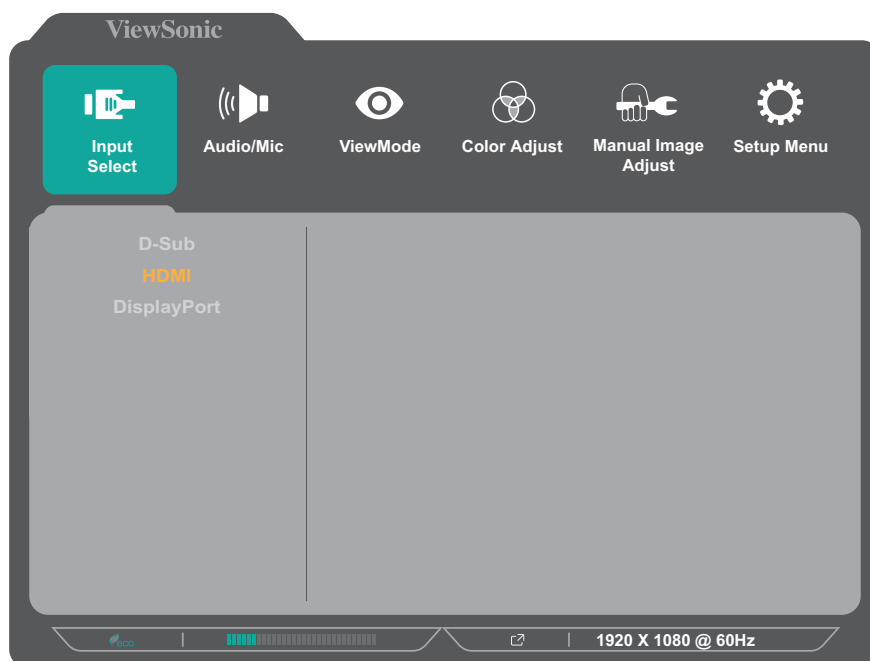 ViewSonic
Input
Select
Audio/Mic
ViewMode
Color Adjust
Manual Image
Adjust
Setup Menu
D-Sub
HDMI
DisplayPort
eco
1920 X 1080 @ 60Hz